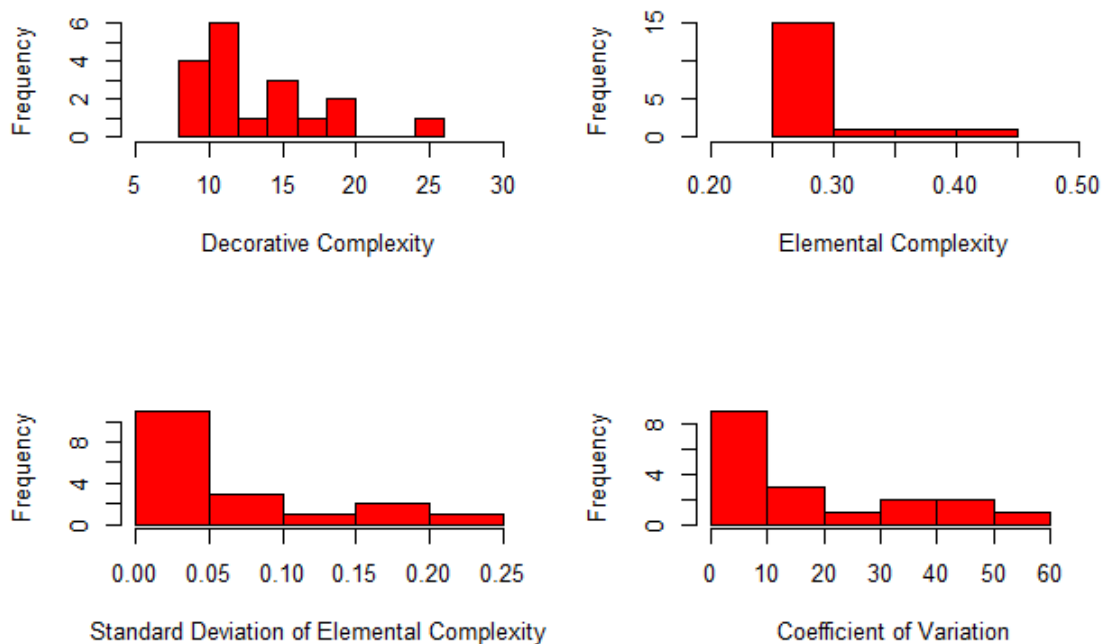 Frequency
6
4
2
0
5 10 15 20 25 30
Decorative Complexity
Frequency
15
5
0
0.20 0.30 0.40 0.50
Elemental Complexity
Frequency
8
4
0
0.00 0.05 0.10 0.15 0.20 0.25
Standard Deviation of Elemental Complexity
Frequency
8
4
0
0 10 20 30 40 50 60
Coefficient of Variation